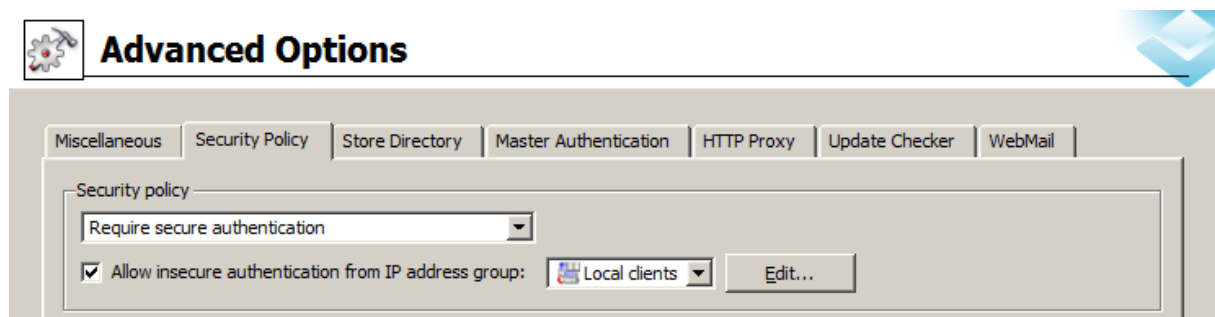 Advanced Options
Miscellaneous Security Policy Store Directory Master Authentication HTTP Proxy Update Checker WebMail
Security policy
Require secure authentication
Allow insecure authentication from IP address group: Local clients Edit...